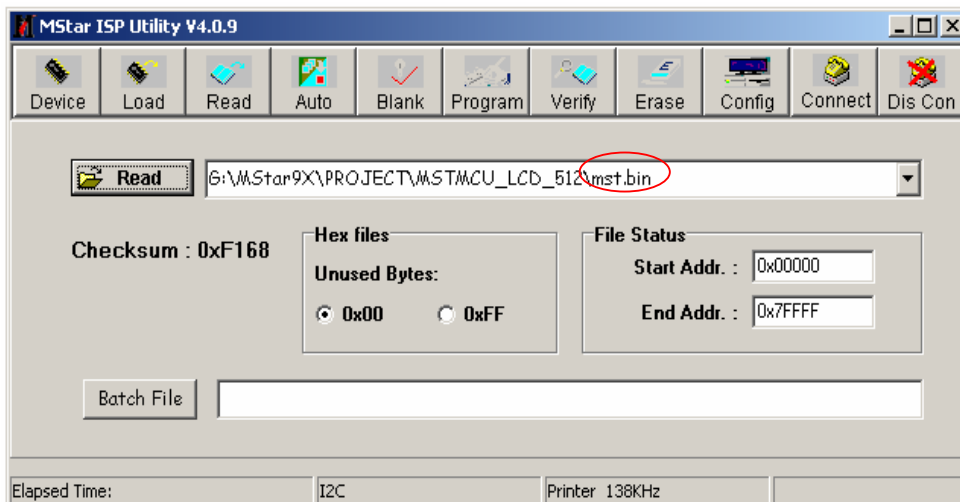 MStar ISP Utility V4.0.9
Device Load Read Auto Blank Program Verify Erase Config Connect Dis Con
Read G:\MStar9X\PROJECT\MSTMCU_LCD_512\mst.bin
Checksum : 0xF168
Hex files
Unused Bytes:
0x00 0xFF
File Status
Start Addr. : 0x00000
End Addr. : 0x7FFFF
Batch File
Elapsed Time: I2C Printer 138KHz